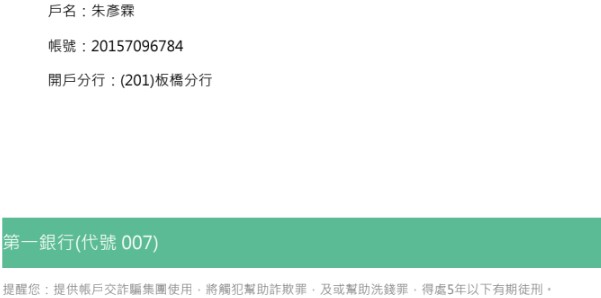 戶名：朱彥霖
帳號：20157096784
開戶分行：(201)板橋分行
第一銀行(代號 007)
提醒您：提供帳戶交詐騙集團使用，將觸犯幫助詐欺罪，及或幫助洗錢罪，得處5年以下有期徒刑。